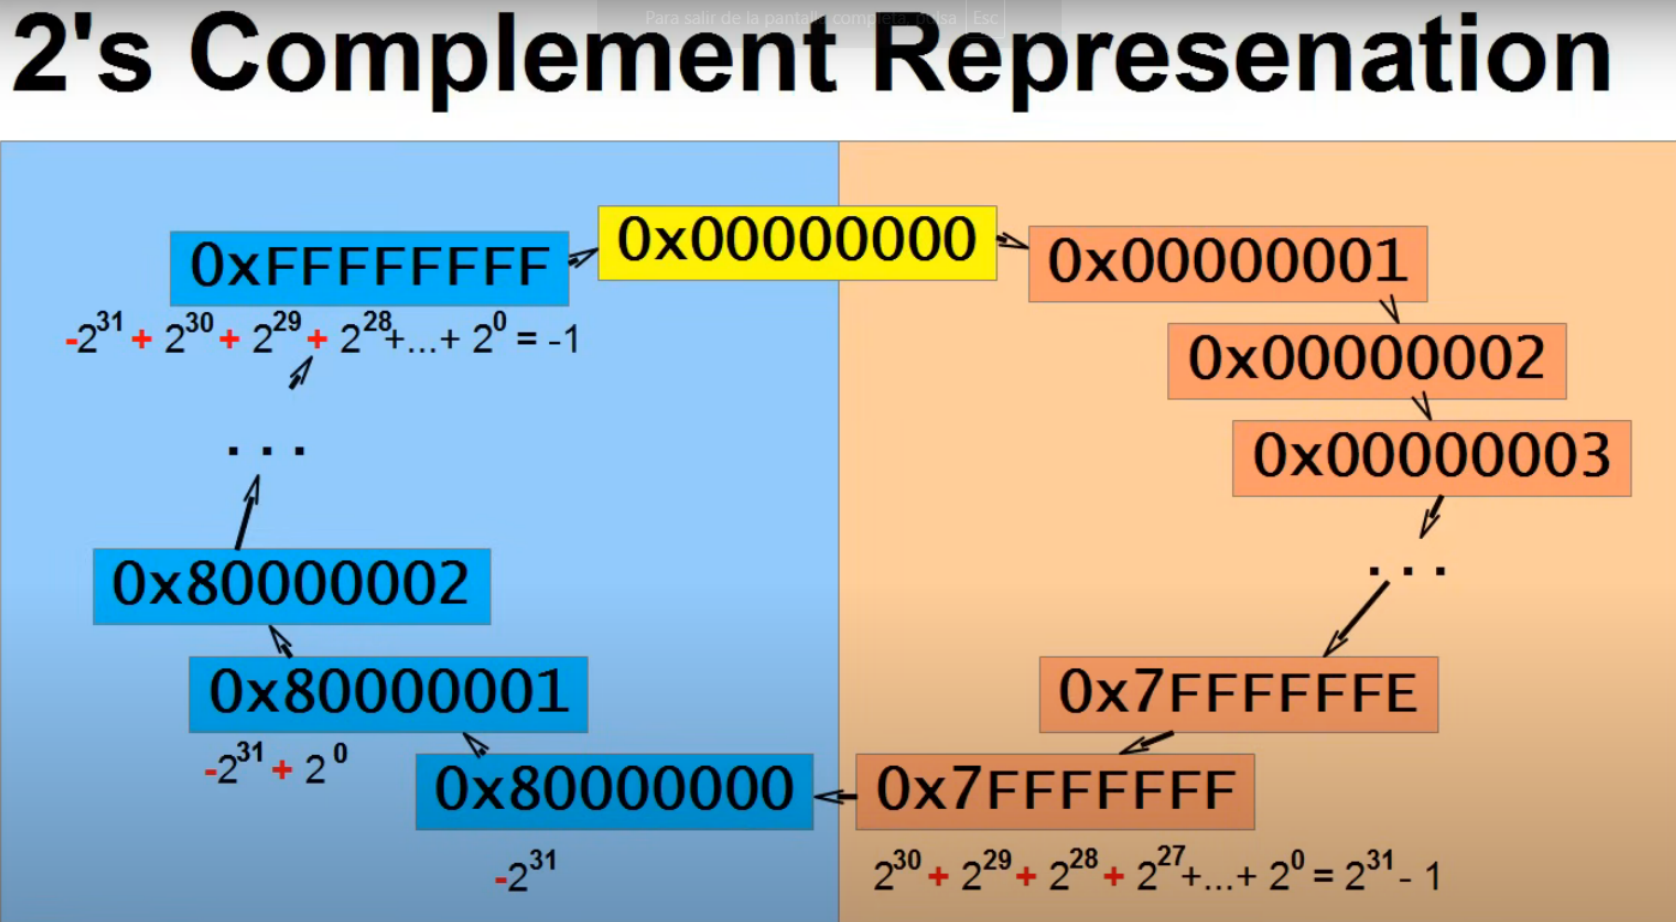 Para salir de la pantalla completa, pulsa Esc
2's Complement Represenation
0x00000000
0xFFFFFFFF
0x00000001
-2^31 + 2^30 + 2^29 + 2^28+...+ 2^0 = -1
0x00000002
. . .
0x00000003
. . .
0x80000002
0x80000001
0x7FFFFFFE
-2^31 + 2^0
0x80000000
0x7FFFFFFF
-2^31
2^30 + 2^29 + 2^28 + 2^27+...+ 2^0 = 2^31 - 1